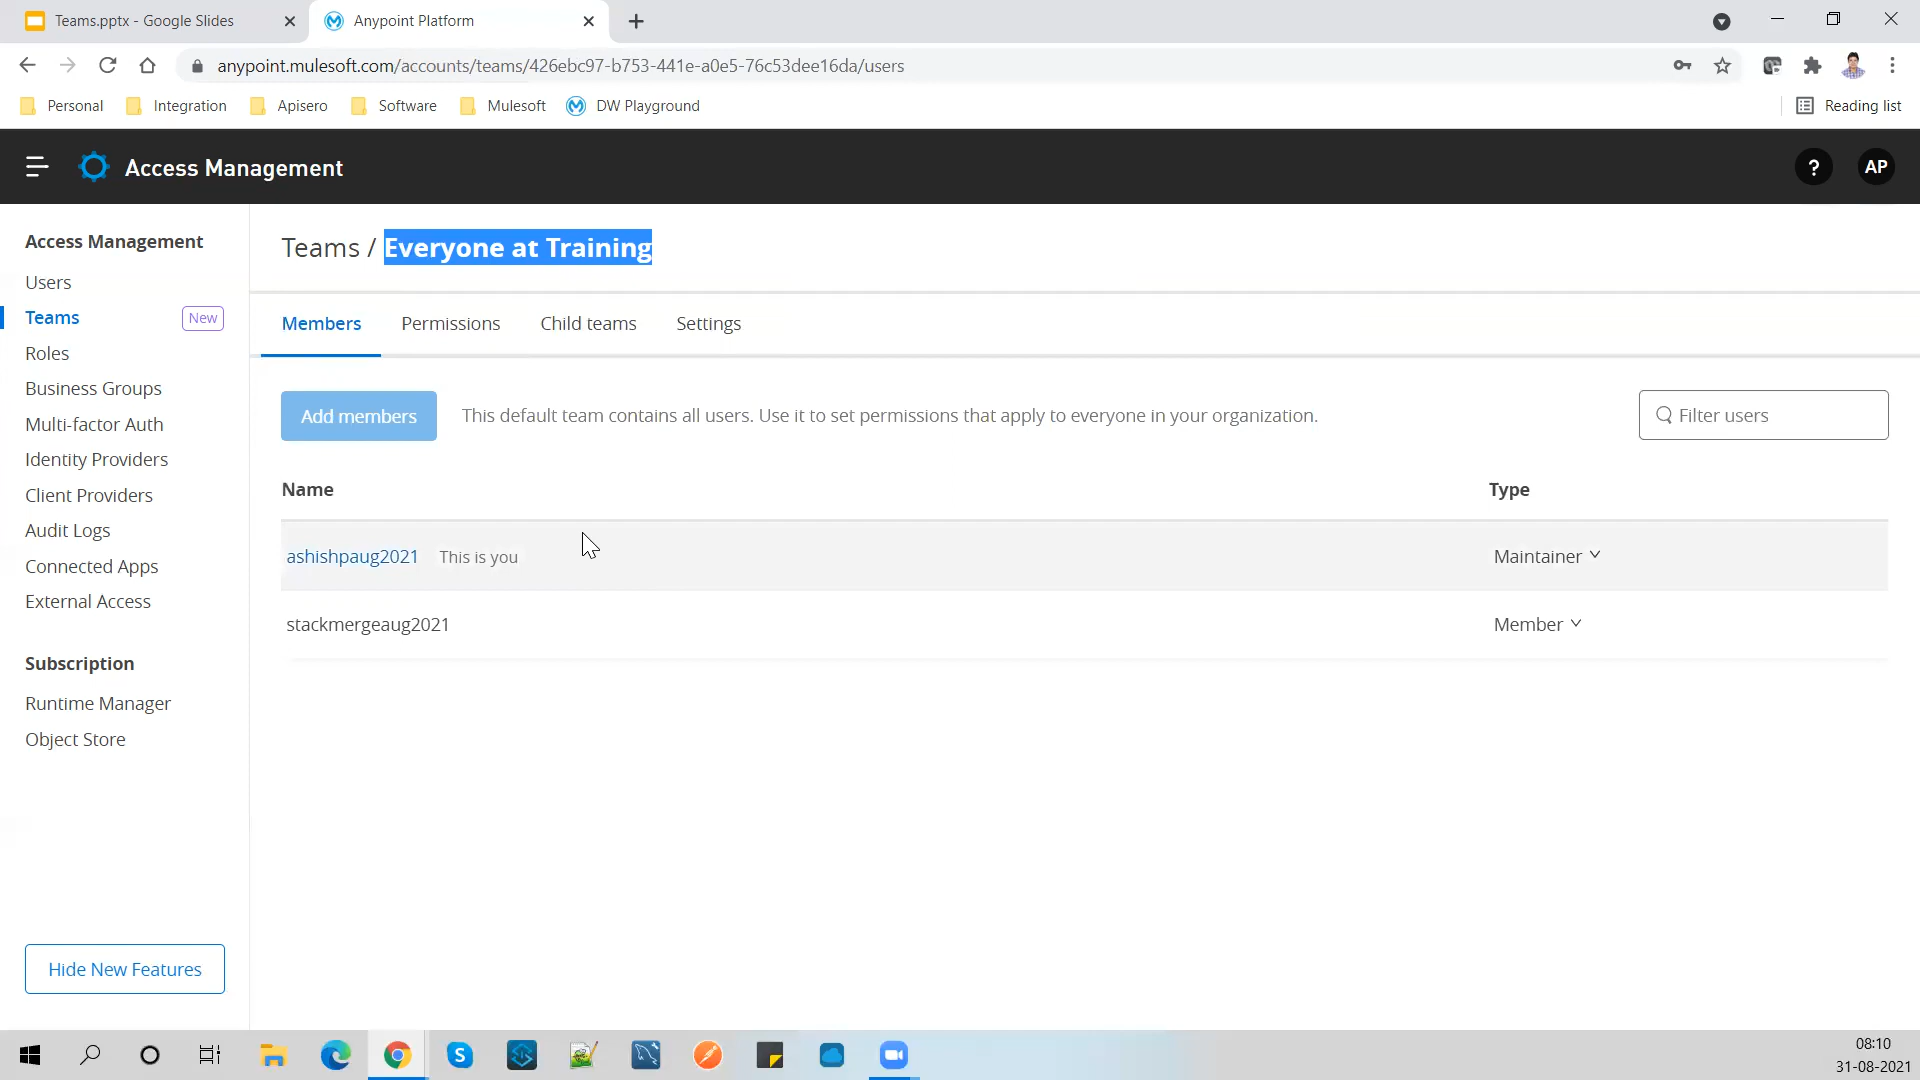 Teams.pptx - Google Slides
Anypoint Platform
anypoint.mulesoft.com/accounts/teams/426ebc97-b753-441e-a0e5-76c53dee16da/users
Personal
Integration
Apisero
Software
Mulesoft
DW Playground
Reading list
Access Management
?
AP
Access Management
Users
Teams
New
Roles
Business Groups
Multi-factor Auth
Identity Providers
Client Providers
Audit Logs
Connected Apps
External Access
Subscription
Runtime Manager
Object Store
Hide New Features
Teams / Everyone at Training
Members
Permissions
Child teams
Settings
Add members
This default team contains all users. Use it to set permissions that apply to everyone in your organization.
Filter users
Name
Type
ashishpaug2021 This is you
Maintainer
stackmergeaug2021
Member
08:10
31-08-2021